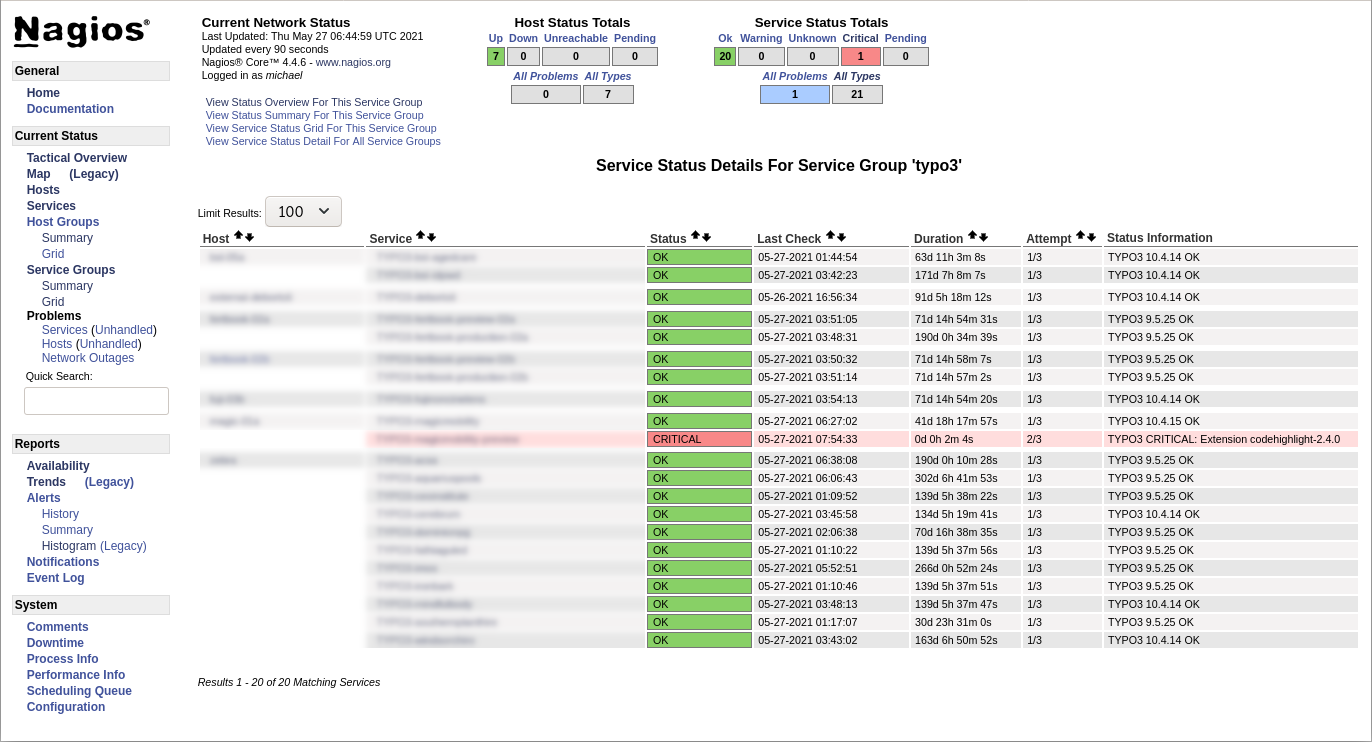 Nagios®
General
Home
Documentation
Current Status
Tactical Overview
Map (Legacy)
Hosts
Services
Host Groups
Summary
Grid
Service Groups
Summary
Grid
Problems
Services (Unhandled)
Hosts (Unhandled)
Network Outages
Quick Search:
Reports
Availability
Trends (Legacy)
Alerts
History
Summary
Histogram (Legacy)
Notifications
Event Log
System
Comments
Downtime
Process Info
Performance Info
Scheduling Queue
Configuration
Current Network Status
Last Updated: Thu May 27 06:44:59 UTC 2021
Updated every 90 seconds
Nagios® Core™ 4.4.6 - www.nagios.org
Logged in as michael
View Status Overview For This Service Group
View Status Summary For This Service Group
View Service Status Grid For This Service Group
View Service Status Detail For All Service Groups
Host Status Totals
Up Down Unreachable Pending
7 0 0 0
All Problems All Types
0 7
Service Status Totals
Ok Warning Unknown Critical Pending
20 0 0 1 0
All Problems All Types
1 21
Service Status Details For Service Group 'typo3'
Limit Results: 100
Host Service Status Last Check Duration Attempt Status Information
OK 05-27-2021 01:44:54 63d 11h 3m 8s 1/3 TYPO3 10.4.14 OK
OK 05-27-2021 03:42:23 171d 7h 8m 7s 1/3 TYPO3 10.4.14 OK
OK 05-26-2021 16:56:34 91d 5h 18m 12s 1/3 TYPO3 10.4.14 OK
OK 05-27-2021 03:51:05 71d 14h 54m 31s 1/3 TYPO3 9.5.25 OK
OK 05-27-2021 03:48:31 190d 0h 34m 39s 1/3 TYPO3 9.5.25 OK
OK 05-27-2021 03:50:32 71d 14h 58m 7s 1/3 TYPO3 9.5.25 OK
OK 05-27-2021 03:51:14 71d 14h 57m 2s 1/3 TYPO3 9.5.25 OK
OK 05-27-2021 03:54:13 71d 14h 54m 20s 1/3 TYPO3 10.4.14 OK
OK 05-27-2021 06:27:02 41d 18h 17m 57s 1/3 TYPO3 10.4.15 OK
CRITICAL 05-27-2021 07:54:33 0d 0h 2m 4s 2/3 TYPO3 CRITICAL: Extension codehighlight-2.4.0
OK 05-27-2021 06:38:08 190d 0h 10m 28s 1/3 TYPO3 9.5.25 OK
OK 05-27-2021 06:06:43 302d 6h 41m 53s 1/3 TYPO3 9.5.25 OK
OK 05-27-2021 01:09:52 139d 5h 38m 22s 1/3 TYPO3 9.5.25 OK
OK 05-27-2021 03:45:58 134d 5h 19m 41s 1/3 TYPO3 10.4.14 OK
OK 05-27-2021 02:06:38 70d 16h 38m 35s 1/3 TYPO3 9.5.25 OK
OK 05-27-2021 01:10:22 139d 5h 37m 56s 1/3 TYPO3 9.5.25 OK
OK 05-27-2021 05:52:51 266d 0h 52m 24s 1/3 TYPO3 9.5.25 OK
OK 05-27-2021 01:10:46 139d 5h 37m 51s 1/3 TYPO3 9.5.25 OK
OK 05-27-2021 03:48:13 139d 5h 37m 47s 1/3 TYPO3 10.4.14 OK
OK 05-27-2021 01:17:07 30d 23h 31m 0s 1/3 TYPO3 9.5.25 OK
OK 05-27-2021 03:43:02 163d 6h 50m 52s 1/3 TYPO3 10.4.14 OK
Results 1 - 20 of 20 Matching Services